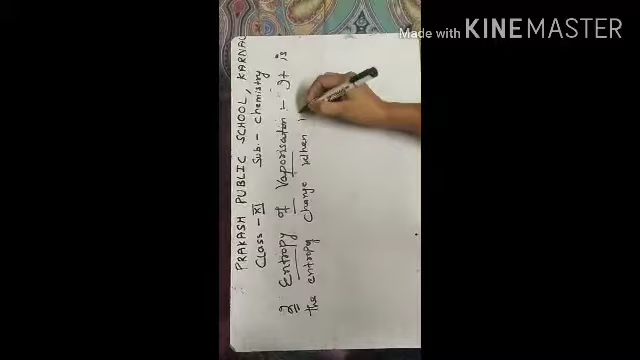 Made with KINEMASTER
PRAKASH PUBLIC SCHOOL, KARNAL
Class - XI Sub. - Chemistry
2 Entropy of Vaporisation :- It is
the entropy change when